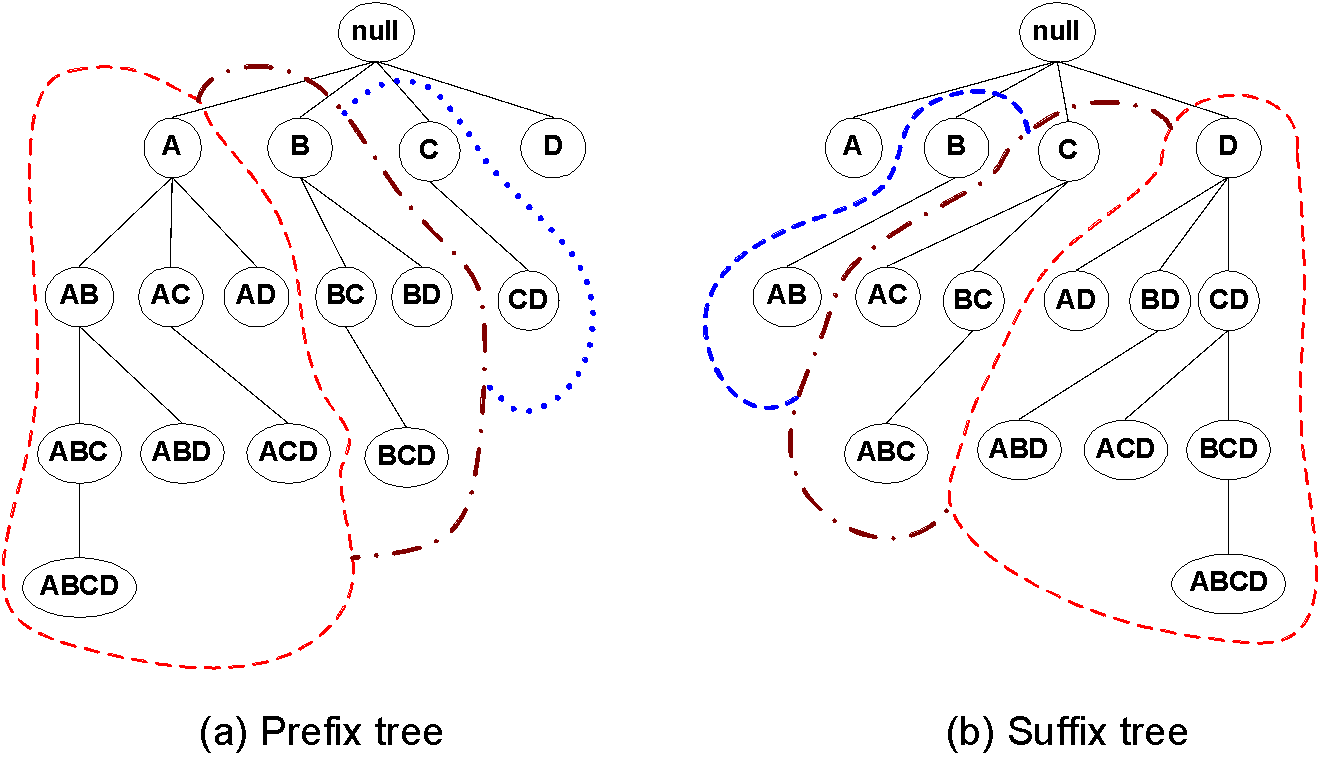 null
A
B
C
D
AB
AC
AD
BC
BD
CD
ABC
ABD
ACD
BCD
ABCD
(a) Prefix tree
null
A
B
C
D
AB
AC
BC
AD
BD
CD
ABC
ABD
ACD
BCD
ABCD
(b) Suffix tree